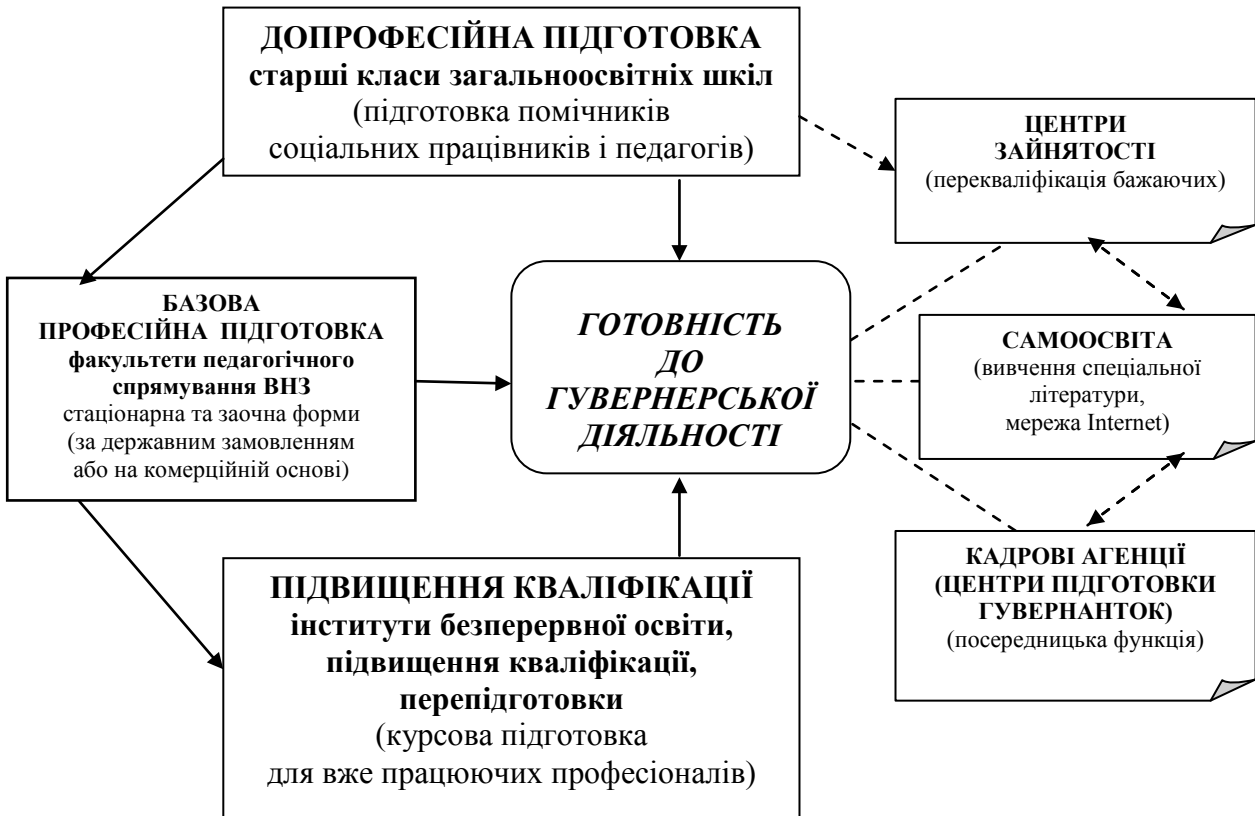 ДОПРОФЕСІЙНА ПІДГОТОВКА
старші класи загальноосвітніх шкіл
(підготовка помічників
соціальних працівників і педагогів)
ЦЕНТРИ
ЗАЙНЯТОСТІ
(перекваліфікація бажаючих)
БАЗОВА
ПРОФЕСІЙНА ПІДГОТОВКА
факультети педагогічного
спрямування ВНЗ
стаціонарна та заочна форми
(за державним замовленням
або на комерційній основі)
ГОТОВНІСТЬ
ДО
ГУВЕРНЕРСЬКОЇ
ДІЯЛЬНОСТІ
САМООСВІТА
(вивчення спеціальної
літератури,
мережа Internet)
ПІДВИЩЕННЯ КВАЛІФІКАЦІЇ
інститути безперервної освіти,
підвищення кваліфікації,
перепідготовки
(курсова підготовка
для вже працюючих професіоналів)
КАДРОВІ АГЕНЦІЇ
(ЦЕНТРИ ПІДГОТОВКИ
ГУВЕРНАНТОК)
(посередницька функція)